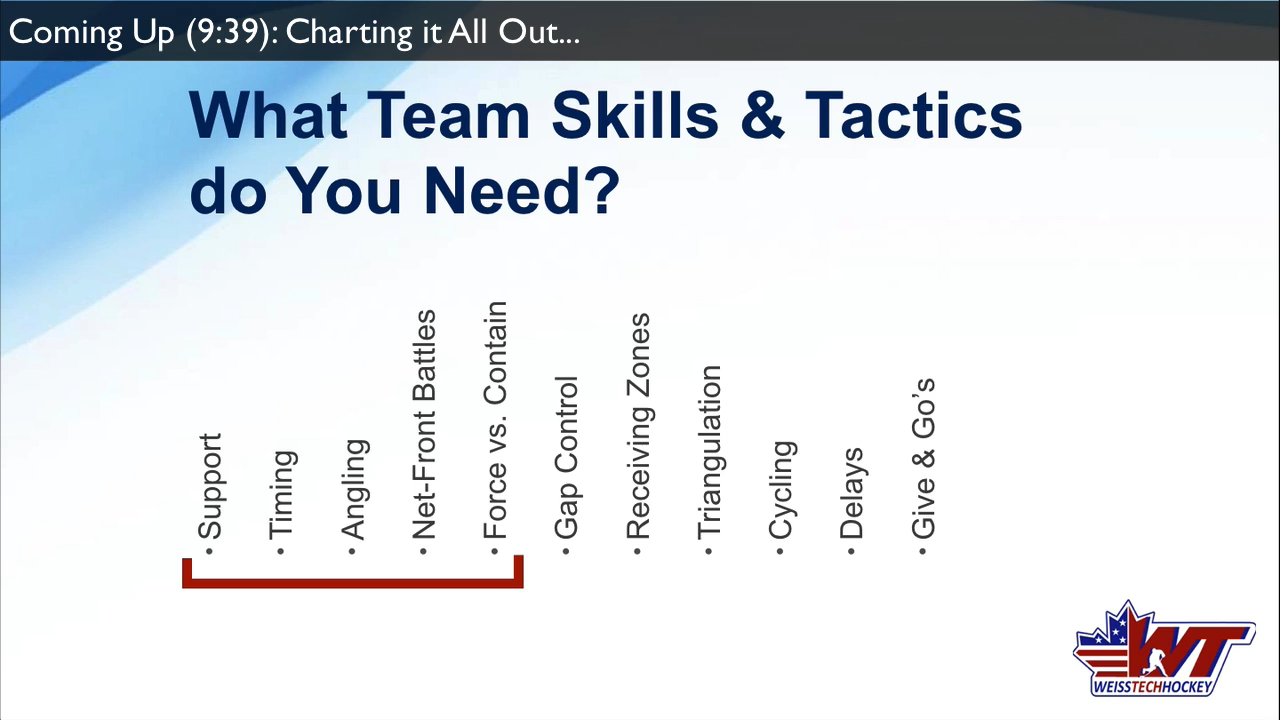 Coming Up (9:39): Charting it All Out...
What Team Skills & Tactics
do You Need?
• Support
• Timing
• Angling
• Net-Front Battles
• Force vs. Contain
• Gap Control
• Receiving Zones
• Triangulation
• Cycling
• Delays
• Give & Go’s
WT
WEISSTECHHOCKEY